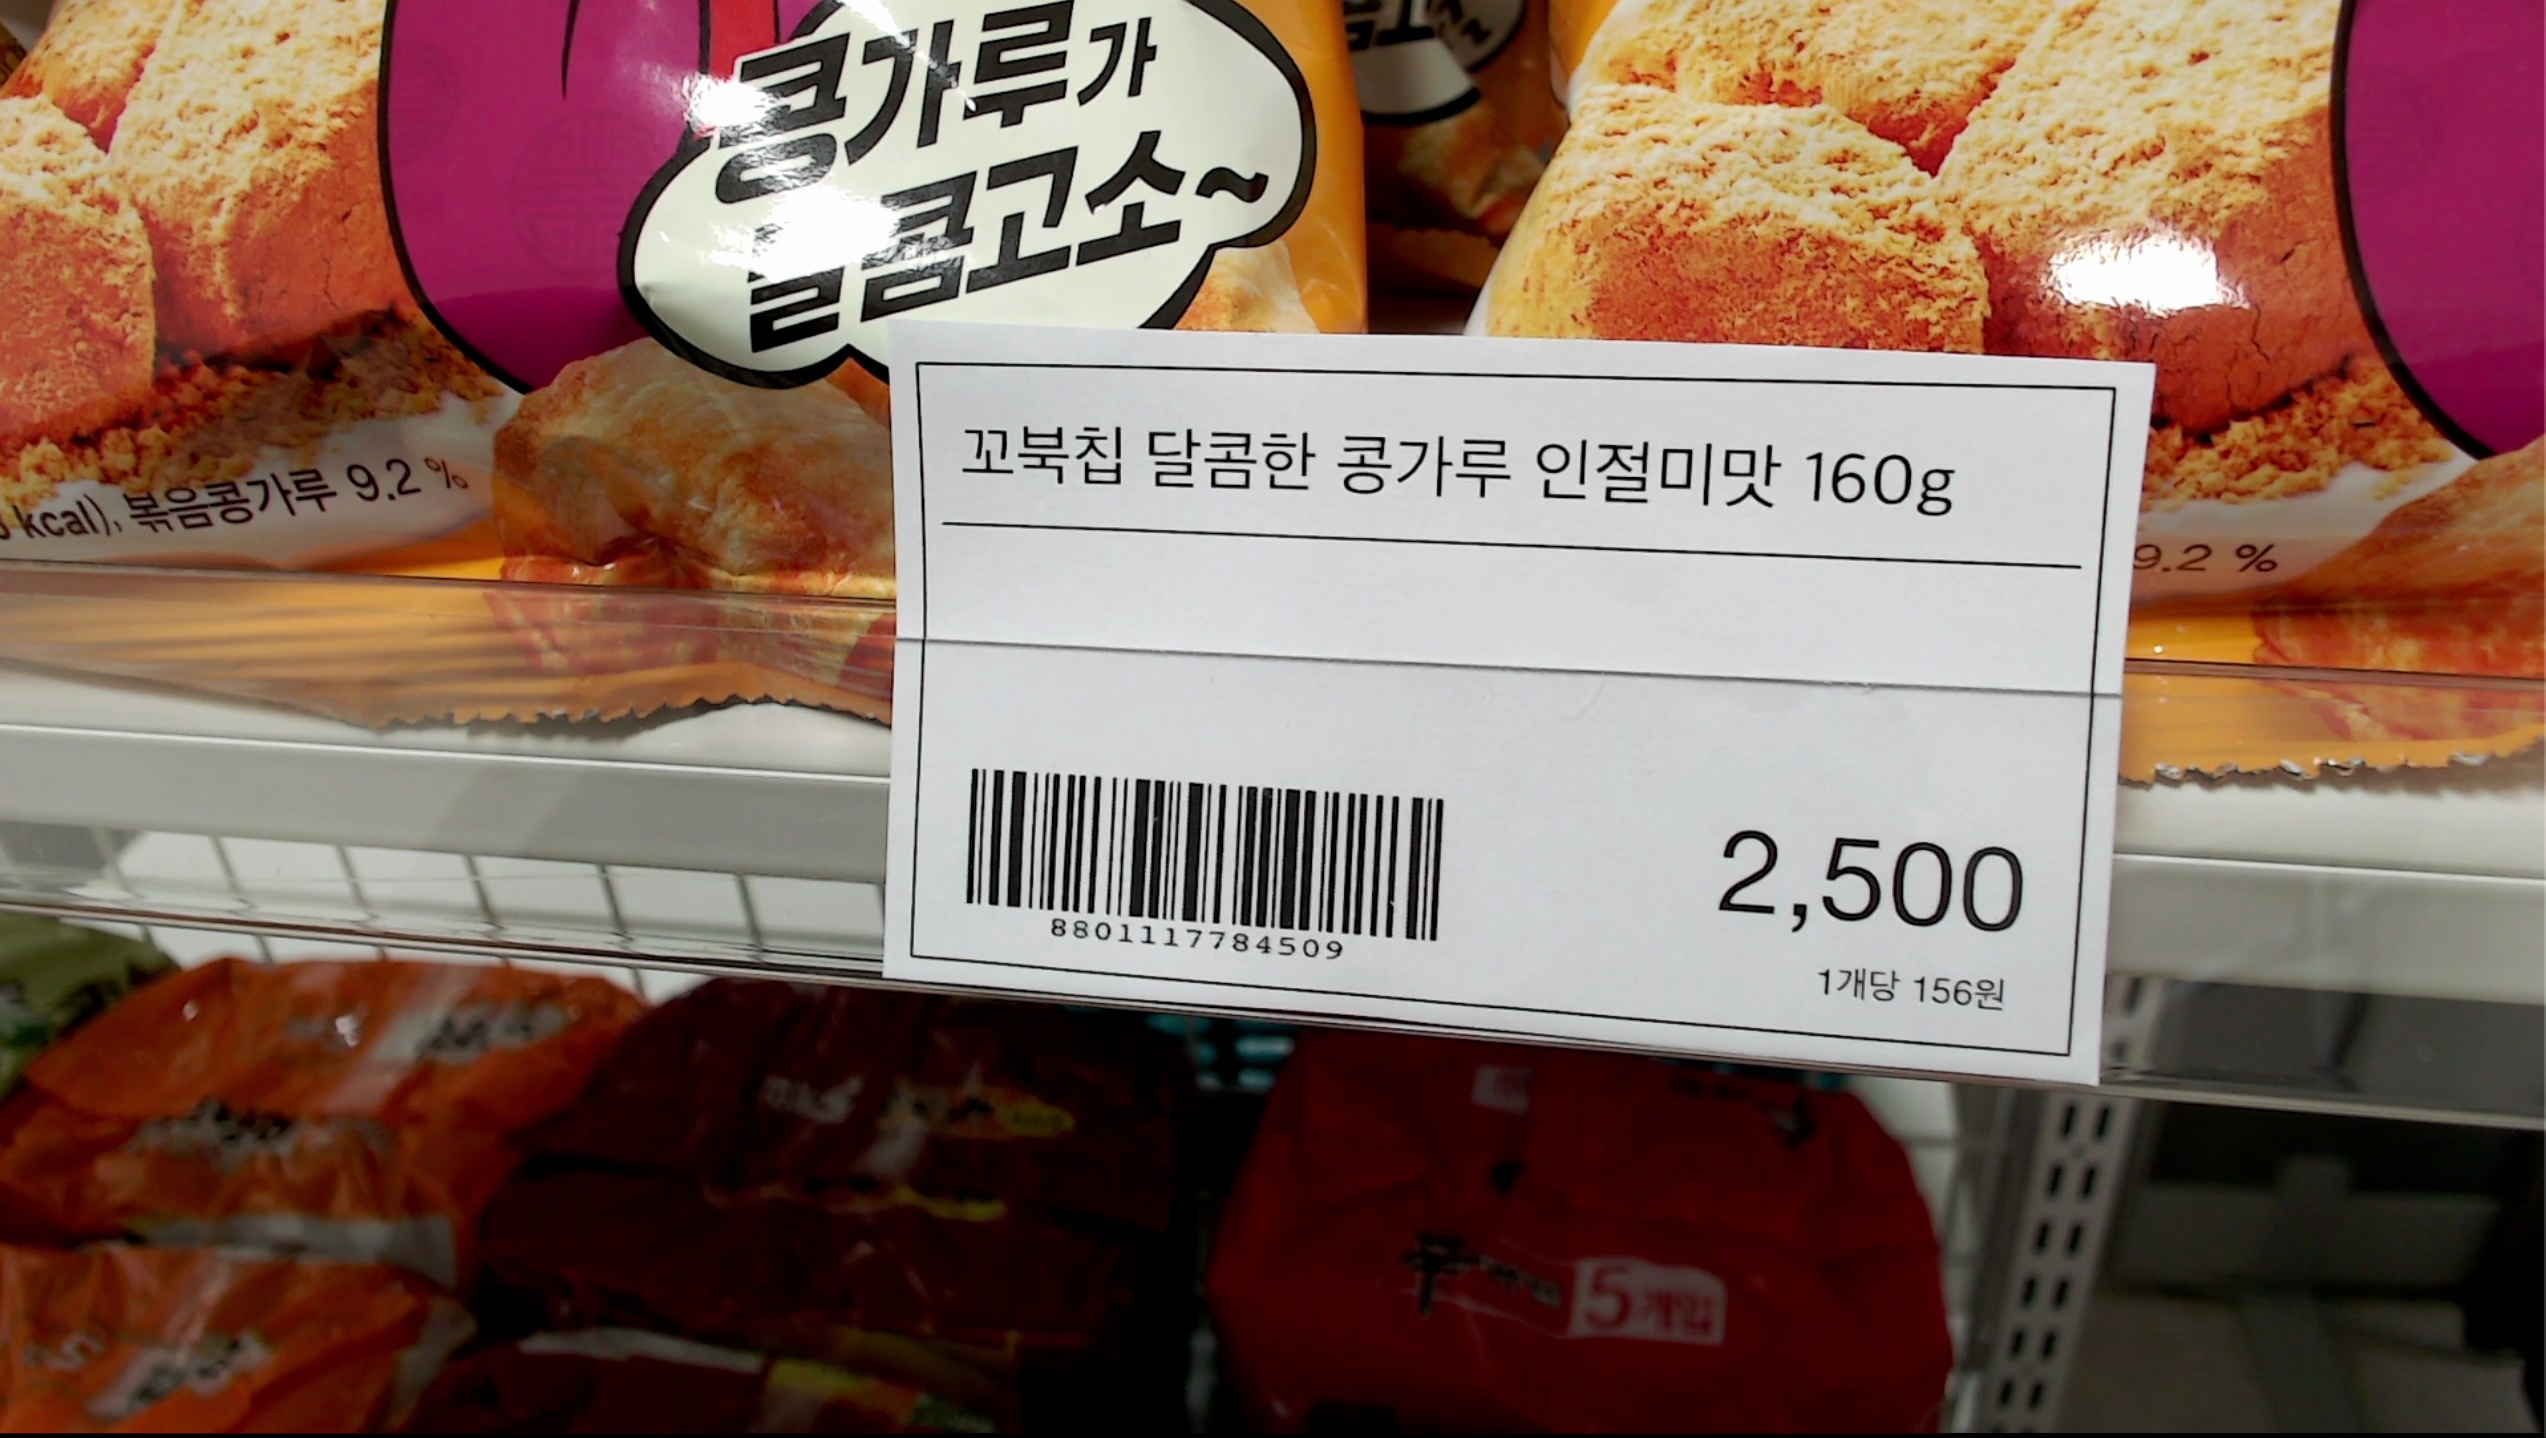 콩가루가
달콤고소~
kcal), 볶음콩가루 9.2 %
9.2 %
꼬북칩 달콤한 콩가루 인절미맛 160g
8801117784509
2,500
1개당 156원
5개입